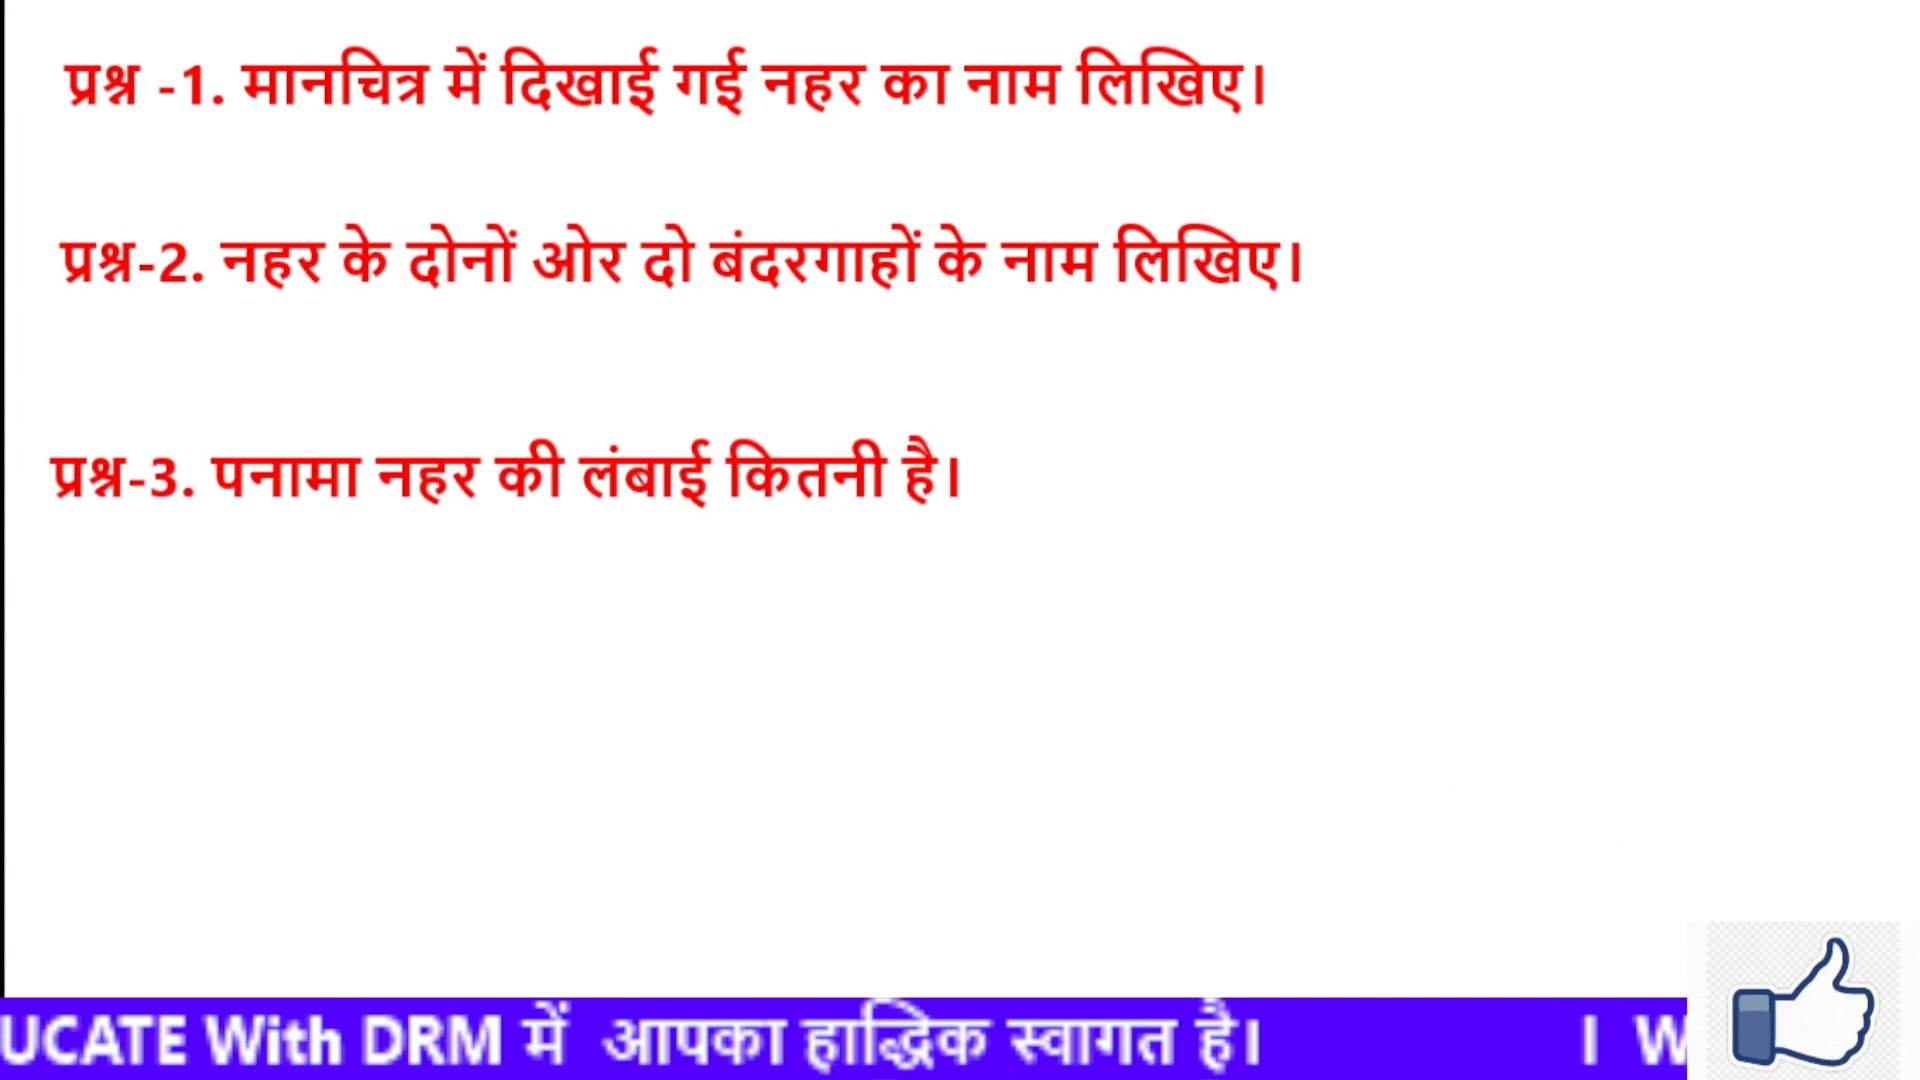 प्रश्न -1. मानचित्र में दिखाई गई नहर का नाम लिखिए।
प्रश्न-2. नहर के दोनों ओर दो बंदरगाहों के नाम लिखिए।
प्रश्न-3. पनामा नहर की लंबाई कितनी है।
UCATE With DRM में आपका हार्द्धिक स्वागत है। । W